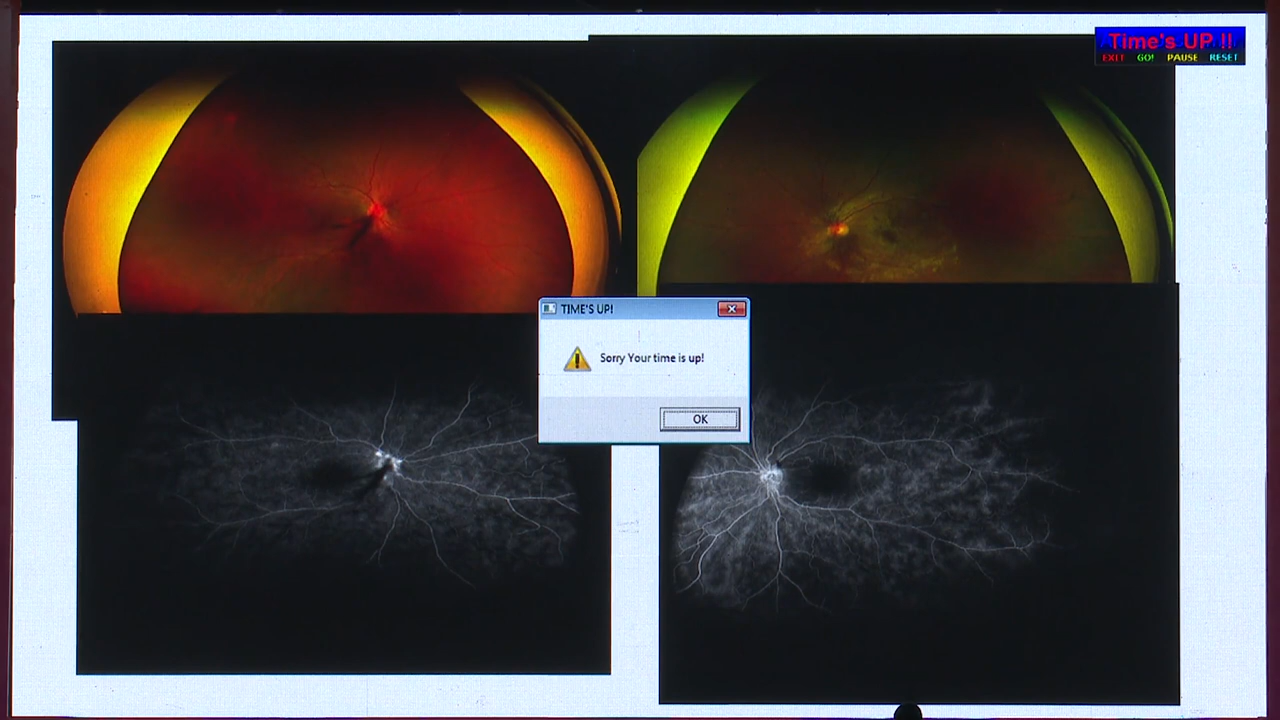 Time's UP !!
EXIT GO! PAUSE RESET
TIME'S UP!
Sorry Your time is up!
OK